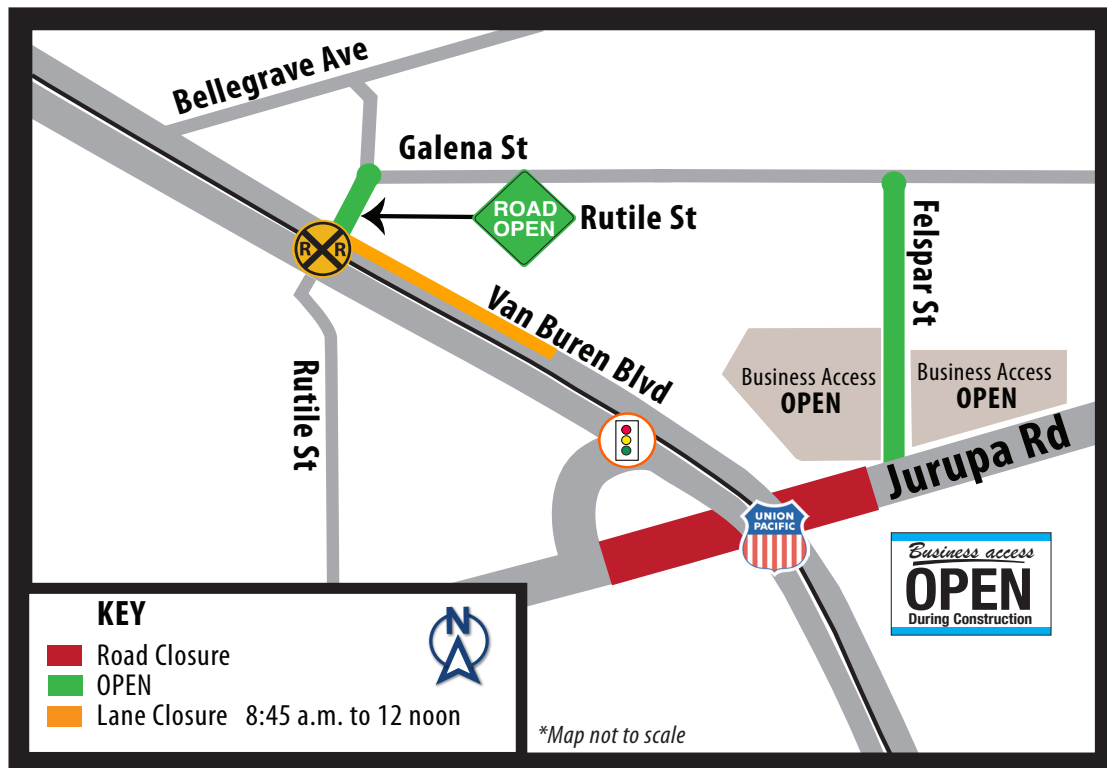 Bellegrave Ave
Galena St
ROAD
OPEN
Rutile St
Felspar St
R R
Van Buren Blvd
Rutile St
Business Access
OPEN
Business Access
OPEN
Jurupa Rd
UNION
PACIFIC
Business access
OPEN
During Construction
KEY
N
Road Closure
OPEN
Lane Closure 8:45 a.m. to 12 noon
*Map not to scale